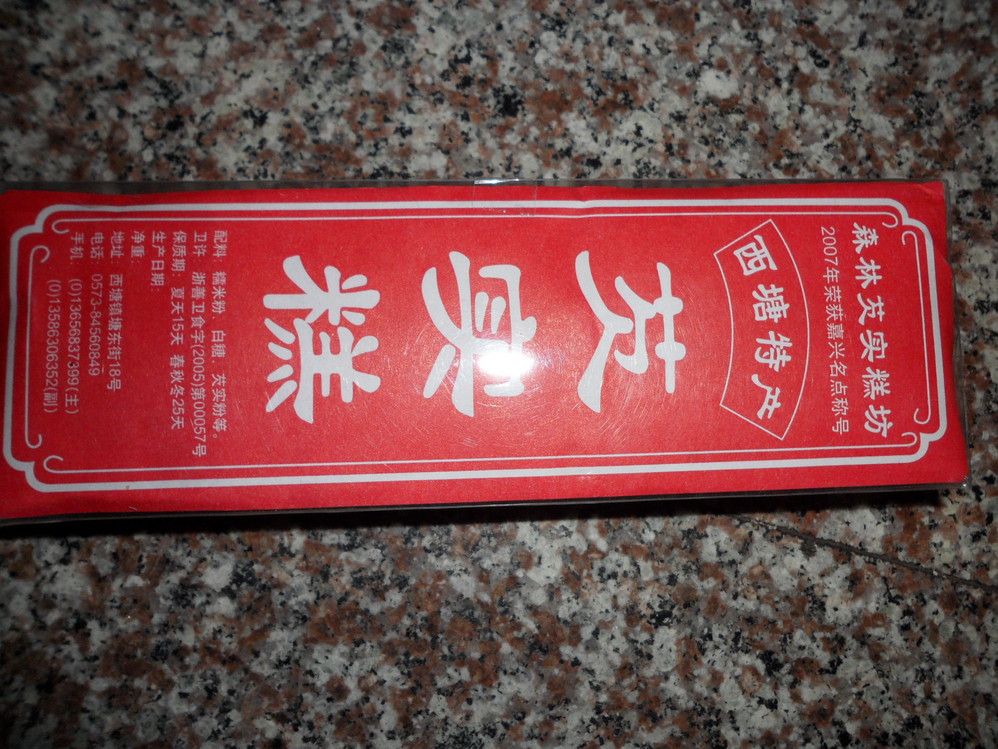 森林芡实糕坊
2007年荣获嘉兴名点称号
西塘特产
芡实糕
配料：糯米粉、白糖、芡实粉等。
卫许：浙善卫食字(2005)第00057号
保质期：夏天15天 春秋冬25天
生产日期：
净重：
地址：西塘镇塘东街18号
电话：0573-84560849
手机：(0)13656837399(主)
(0)13586306352(副)